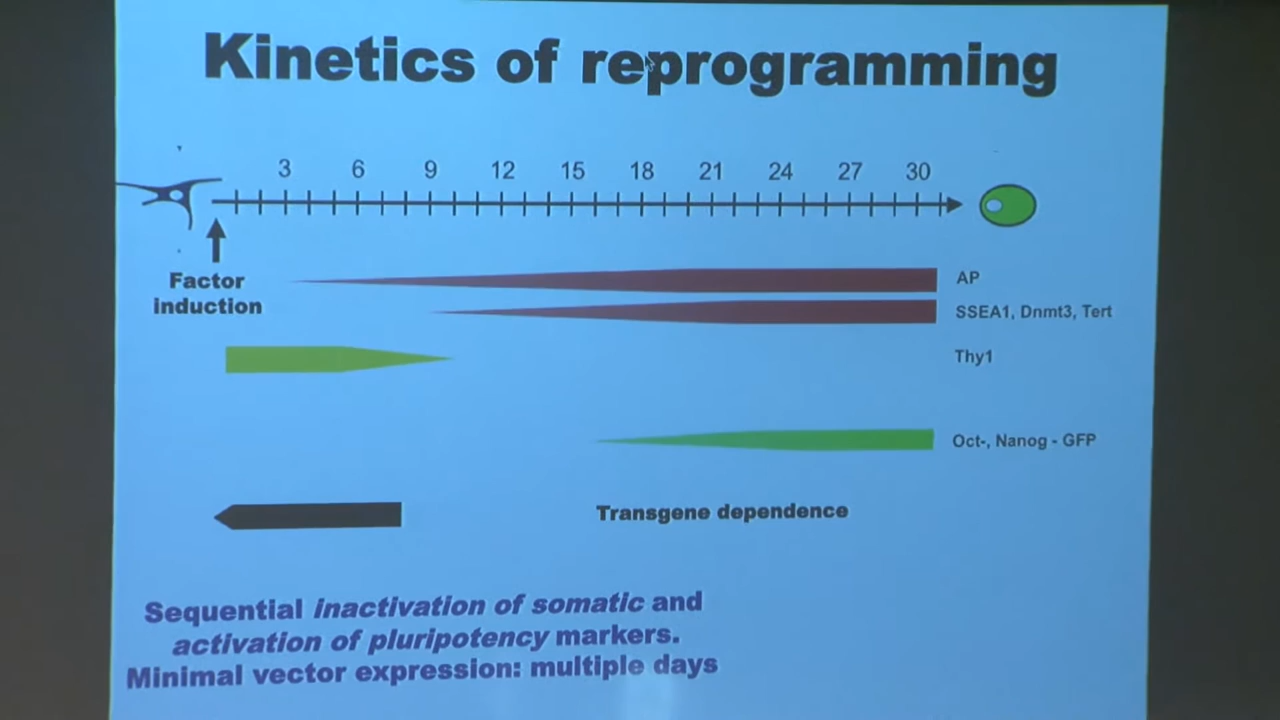 Kinetics of reprogramming
3 6 9 12 15 18 21 24 27 30
Factor
induction
AP
SSEA1, Dnmt3, Tert
Thy1
Oct-, Nanog - GFP
Transgene dependence
Sequential inactivation of somatic and
activation of pluripotency markers.
Minimal vector expression: multiple days